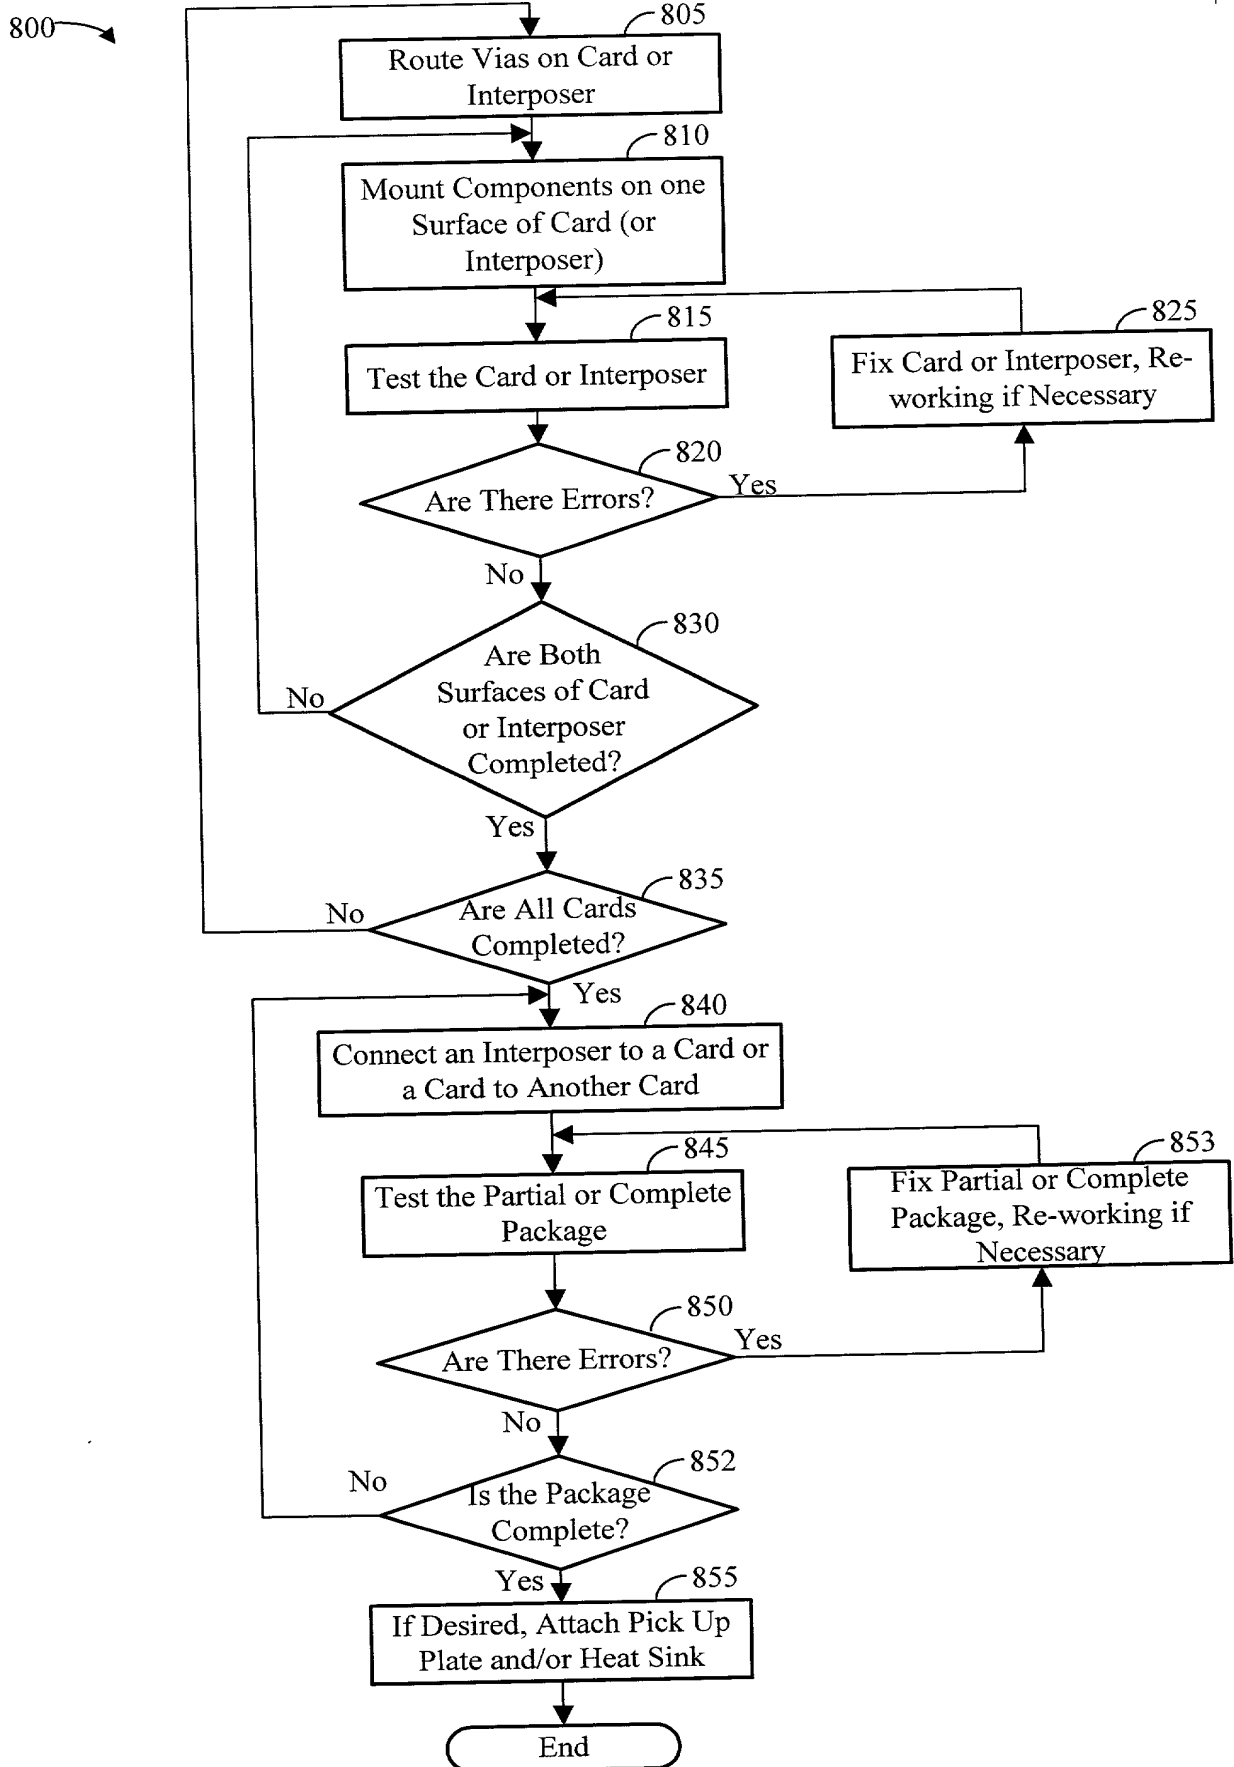 800
805
Route Vias on Card or
Interposer
810
Mount Components on one
Surface of Card (or
Interposer)
815
Test the Card or Interposer
825
Fix Card or Interposer, Re-
working if Necessary
820
Are There Errors?
Yes
No
830
Are Both
Surfaces of Card
or Interposer
Completed?
No
Yes
835
Are All Cards
Completed?
No
Yes
840
Connect an Interposer to a Card or
a Card to Another Card
845
Test the Partial or Complete
Package
853
Fix Partial or Complete
Package, Re-working if
Necessary
850
Are There Errors?
Yes
No
852
Is the Package
Complete?
No
Yes
855
If Desired, Attach Pick Up
Plate and/or Heat Sink
End